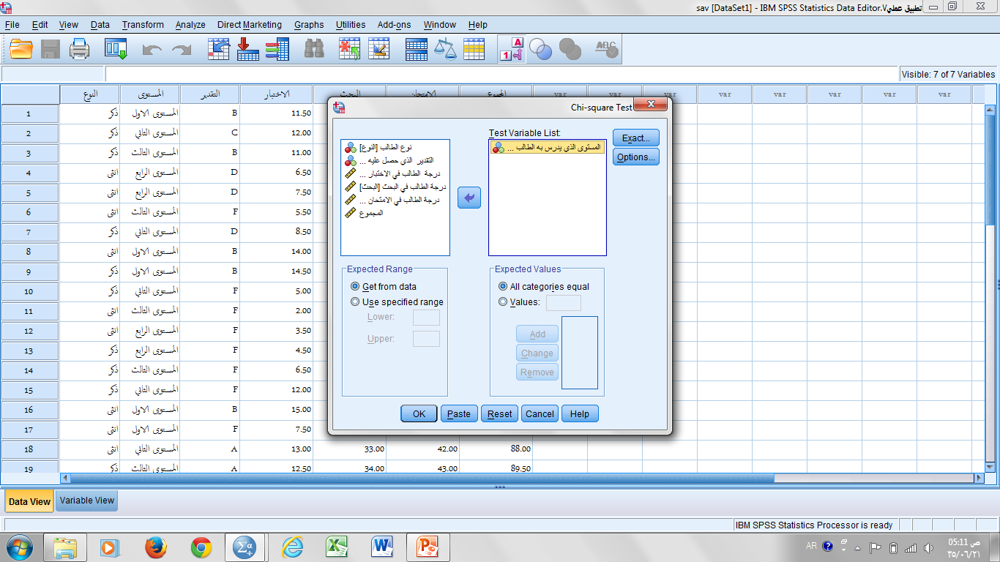 تطبيق عملي.sav [DataSet1] - IBM SPSS Statistics Data Editor
File Edit View Data Transform Analyze Direct Marketing Graphs Utilities Add-ons Window Help
Visible: 7 of 7 Variables
النوع المستوى التقدير الاختبار البحث الامتحان المجموع var var var var var var var var
1 ذكر المستوى الاول B 11.50
2 ذكر المستوى الثاني C 12.00
3 ذكر المستوى الثالث B 11.00
4 انثى المستوى الرابع D 6.50
5 انثى المستوى الرابع D 7.50
6 انثى المستوى الثالث F 5.50
7 ذكر المستوى الثاني D 8.50
8 انثى المستوى الاول B 14.00
9 ذكر المستوى الاول B 14.50
10 ذكر المستوى الثاني F 5.00
11 انثى المستوى الثالث F 2.00
12 انثى المستوى الرابع F 3.50
13 ذكر المستوى الرابع F 4.50
14 ذكر المستوى الثالث F 6.50
15 ذكر المستوى الثاني F 12.00
16 انثى المستوى الاول B 15.00
17 انثى المستوى الاول F 7.50
18 انثى المستوى الثاني A 13.00 33.00 42.00 88.00
19 ذكر المستوى الثالث A 12.50 34.00 43.00 89.50
Chi-square Test
نوع الطالب [النوع]
التقدير الذي حصل عليه ...
درجة الطالب في الاختبار ...
درجة الطالب في البحث [البحث]
درجة الطالب في الامتحان ...
المجموع
Test Variable List:
المستوى الذي يدرس به الطالب ...
Exact...
Options...
Expected Range
Get from data
Use specified range
Lower:
Upper:
Expected Values
All categories equal
Values:
Add
Change
Remove
OK Paste Reset Cancel Help
Data View Variable View
IBM SPSS Statistics Processor is ready
AR
05:11 ص
٣٥/٠٦/٢١